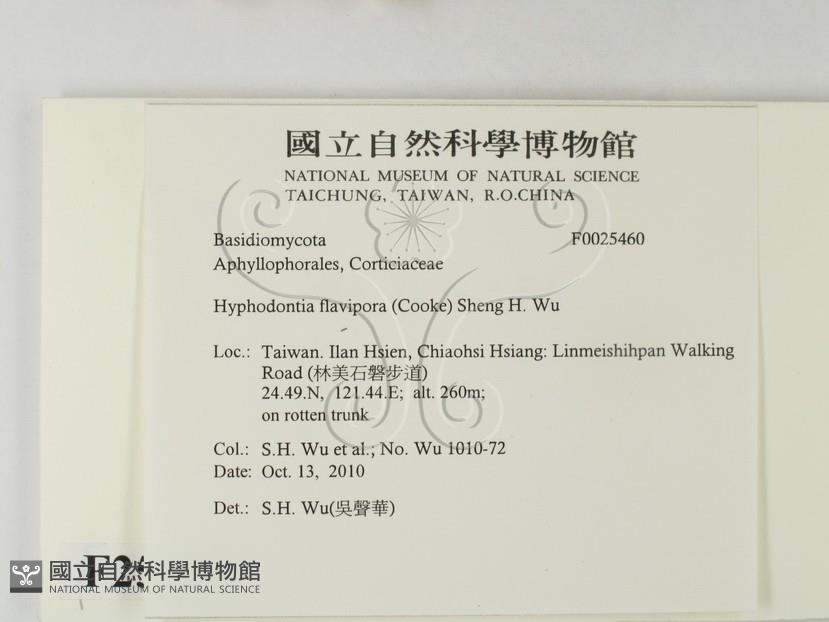 國立自然科學博物館
NATIONAL MUSEUM OF NATURAL SCIENCE
TAICHUNG, TAIWAN, R.O.CHINA
Basidiomycota F0025460
Aphyllophorales, Corticiaceae
Hyphodontia flavipora (Cooke) Sheng H. Wu
Loc.: Taiwan. Ilan Hsien, Chiaohsi Hsiang: Linmeishihpan Walking
Road (林美石磐步道)
24.49.N, 121.44.E; alt. 260m;
on rotten trunk
Col.: S.H. Wu et al.; No. Wu 1010-72
Date: Oct. 13, 2010
Det.: S.H. Wu(吳聲華)
F2
國立自然科學博物館
NATIONAL MUSEUM OF NATURAL SCIENCE